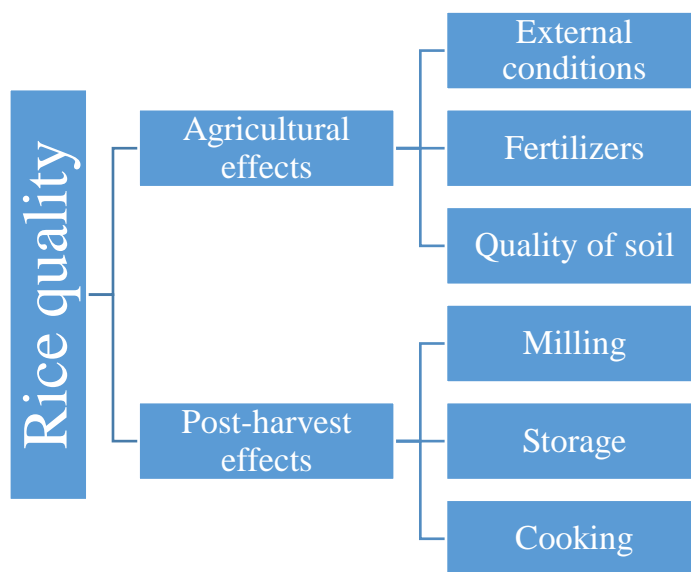 Rice quality
Agricultural
effects
External
conditions
Fertilizers
Quality of soil
Post-harvest
effects
Milling
Storage
Cooking